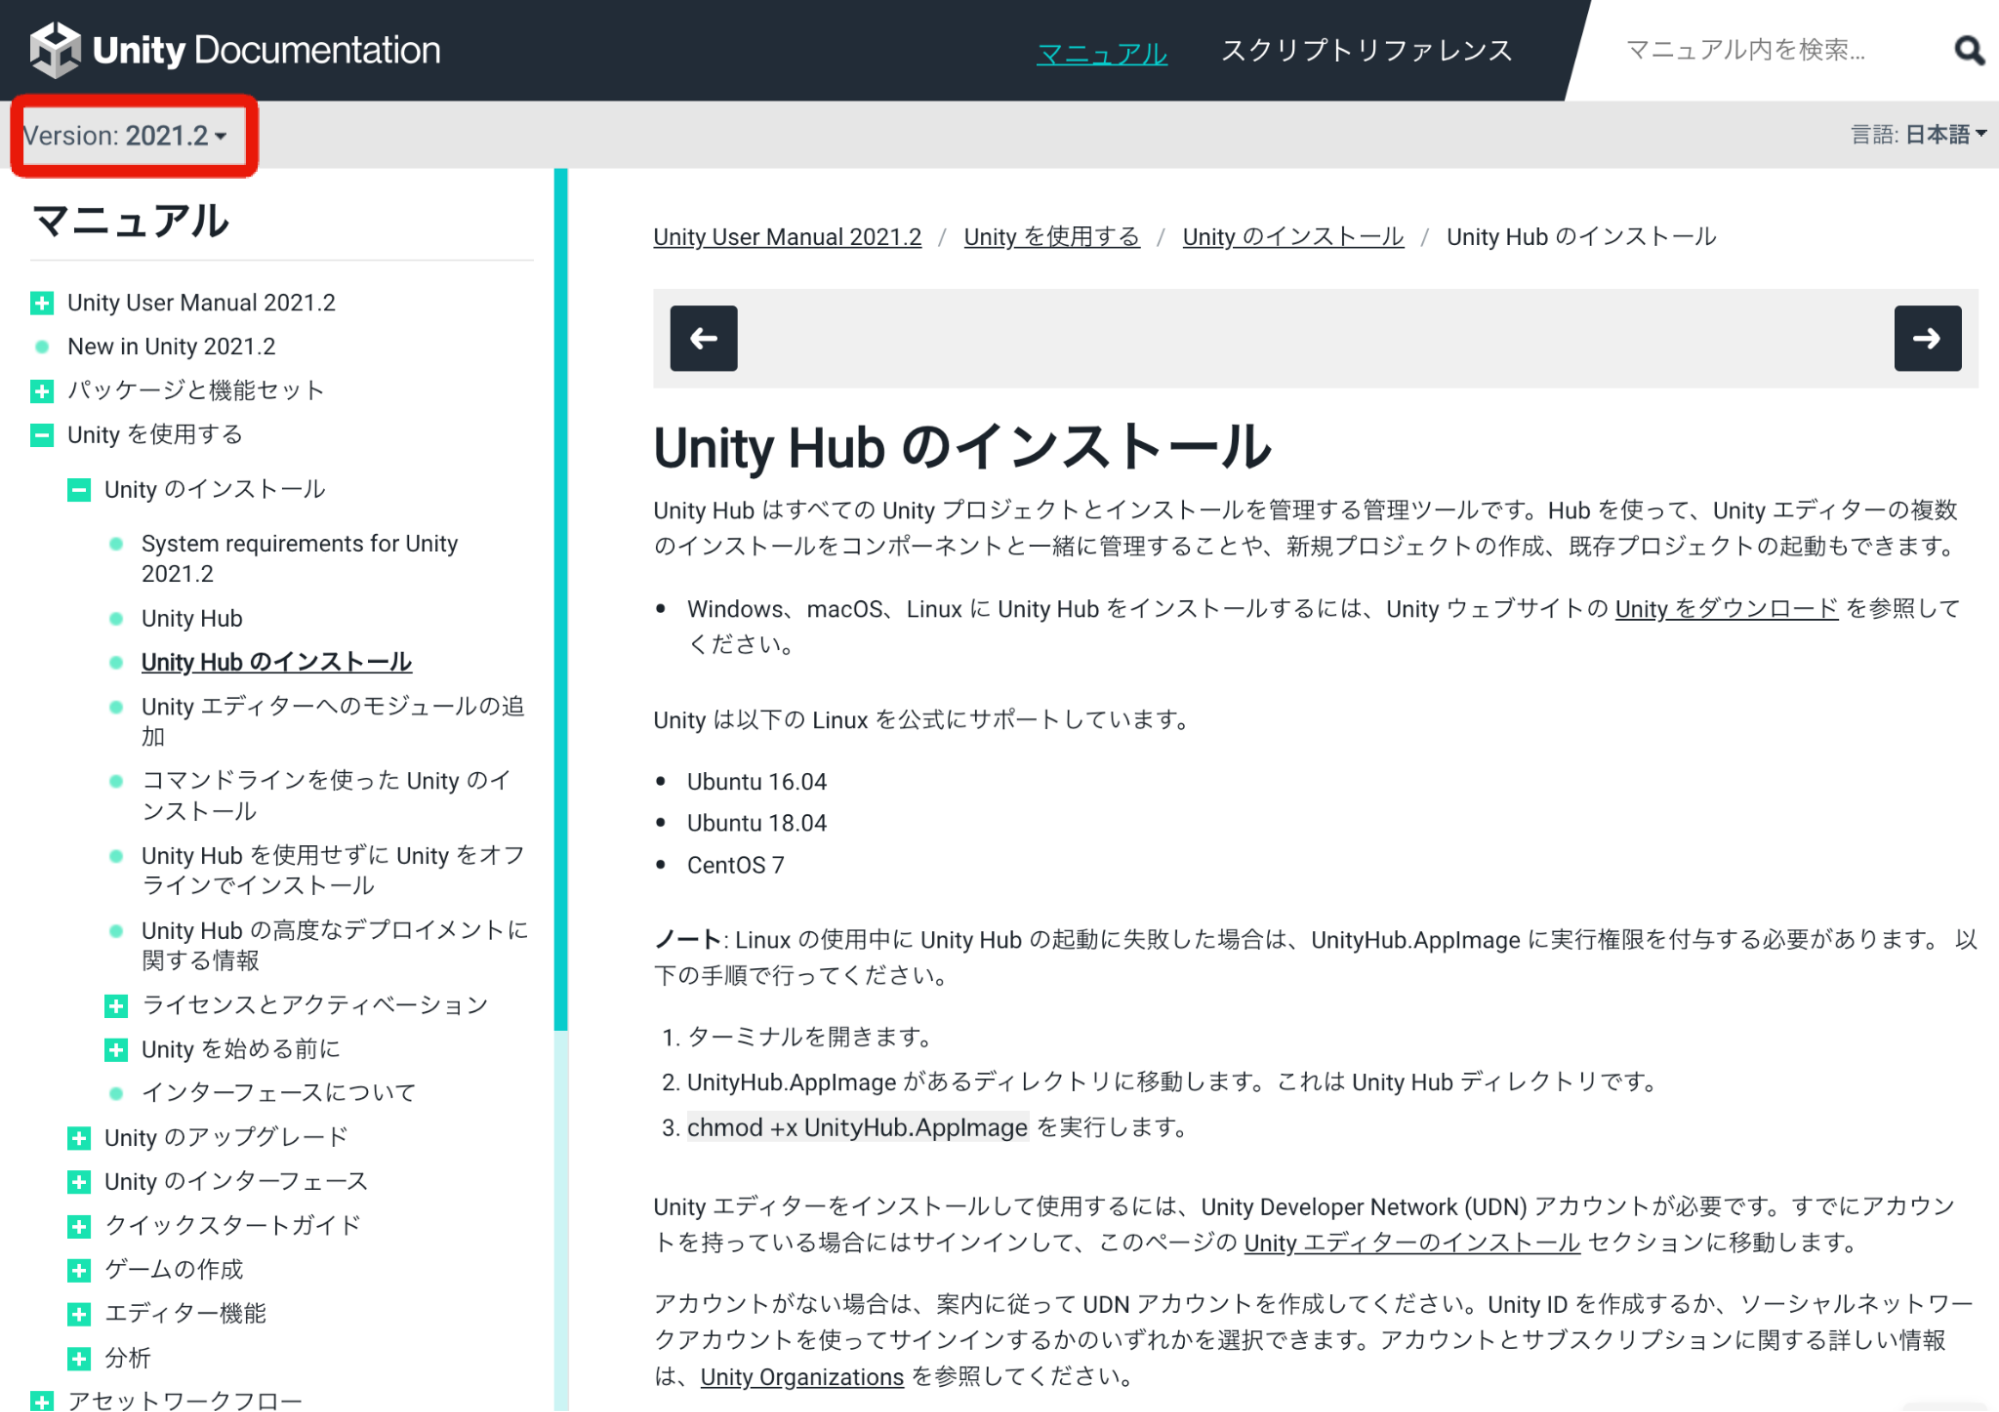 Unity Documentation
マニュアル
スクリプトリファレンス
マニュアル内を検索...
Version: 2021.2
言語: 日本語
マニュアル
Unity User Manual 2021.2
New in Unity 2021.2
パッケージと機能セット
Unity を使用する
Unity のインストール
System requirements for Unity
2021.2
Unity Hub
Unity Hub のインストール
Unity エディターへのモジュールの追
加
コマンドラインを使った Unity のイ
ンストール
Unity Hub を使用せずに Unity をオフ
ラインでインストール
Unity Hub の高度なデプロイメントに
関する情報
ライセンスとアクティベーション
Unity を始める前に
インターフェースについて
Unity のアップグレード
Unity のインターフェース
クイックスタートガイド
ゲームの作成
エディター機能
分析
アセットワークフロー
Unity User Manual 2021.2 / Unity を使用する / Unity のインストール / Unity Hub のインストール
Unity Hub のインストール
Unity Hub はすべての Unity プロジェクトとインストールを管理する管理ツールです。Hub を使って、Unity エディターの複数
のインストールをコンポーネントと一緒に管理することや、新規プロジェクトの作成、既存プロジェクトの起動もできます。
• Windows、macOS、Linux に Unity Hub をインストールするには、Unity ウェブサイトの Unity をダウンロード を参照して
ください。
Unity は以下の Linux を公式にサポートしています。
• Ubuntu 16.04
• Ubuntu 18.04
• CentOS 7
ノート: Linux の使用中に Unity Hub の起動に失敗した場合は、UnityHub.AppImage に実行権限を付与する必要があります。 以
下の手順で行ってください。
1. ターミナルを開きます。
2. UnityHub.AppImage があるディレクトリに移動します。これは Unity Hub ディレクトリです。
3. chmod +x UnityHub.AppImage を実行します。
Unity エディターをインストールして使用するには、Unity Developer Network (UDN) アカウントが必要です。すでにアカウン
トを持っている場合にはサインインして、このページの Unity エディターのインストール セクションに移動します。
アカウントがない場合は、案内に従って UDN アカウントを作成してください。Unity ID を作成するか、ソーシャルネットワー
クアカウントを使ってサインインするかのいずれかを選択できます。アカウントとサブスクリプションに関する詳しい情報
は、Unity Organizations を参照してください。